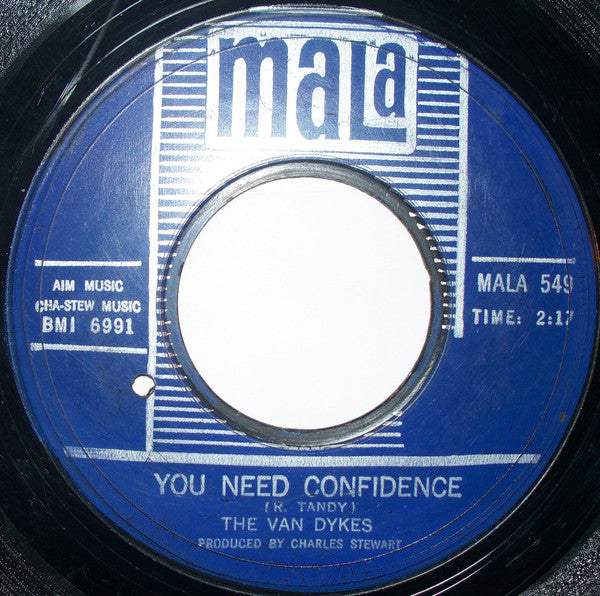 maLa
AIM MUSIC
CHA-STEW MUSIC
BMI 6991
MALA 549
TIME: 2:17
YOU NEED CONFIDENCE
(R. TANDY)
THE VAN DYKES
PRODUCED BY CHARLES STEWART